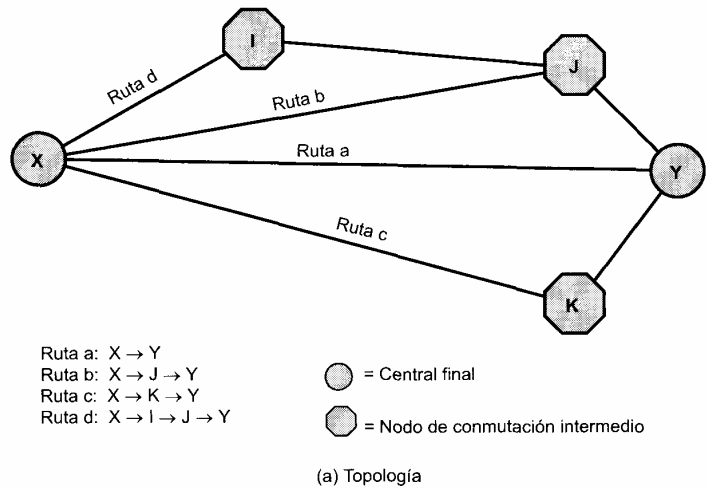 I
J
Ruta d
Ruta b
X
Ruta a
Y
Ruta c
K
Ruta a: X → Y
Ruta b: X → J → Y
Ruta c: X → K → Y
Ruta d: X → I → J → Y
= Central final
= Nodo de conmutación intermedio
(a) Topología